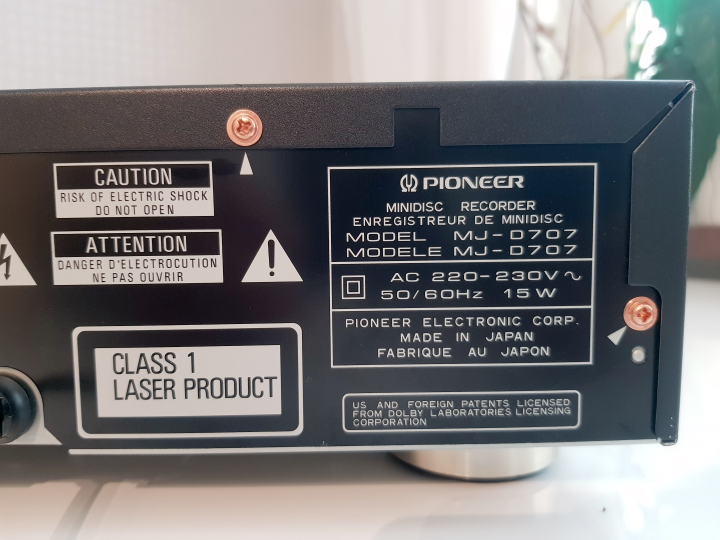 CAUTION
RISK OF ELECTRIC SHOCK
DO NOT OPEN
ATTENTION
DANGER D'ELECTROCUTION
NE PAS OUVRIR
CLASS 1
LASER PRODUCT
PIONEER
MINIDISC RECORDER
ENREGISTREUR DE MINIDISC
MODEL MJ-D707
MODELE MJ-D707
AC 220-230V~
50/60Hz 15W
PIONEER ELECTRONIC CORP.
MADE IN JAPAN
FABRIQUE AU JAPON
US AND FOREIGN PATENTS LICENSED
FROM DOLBY LABORATORIES LICENSING
CORPORATION